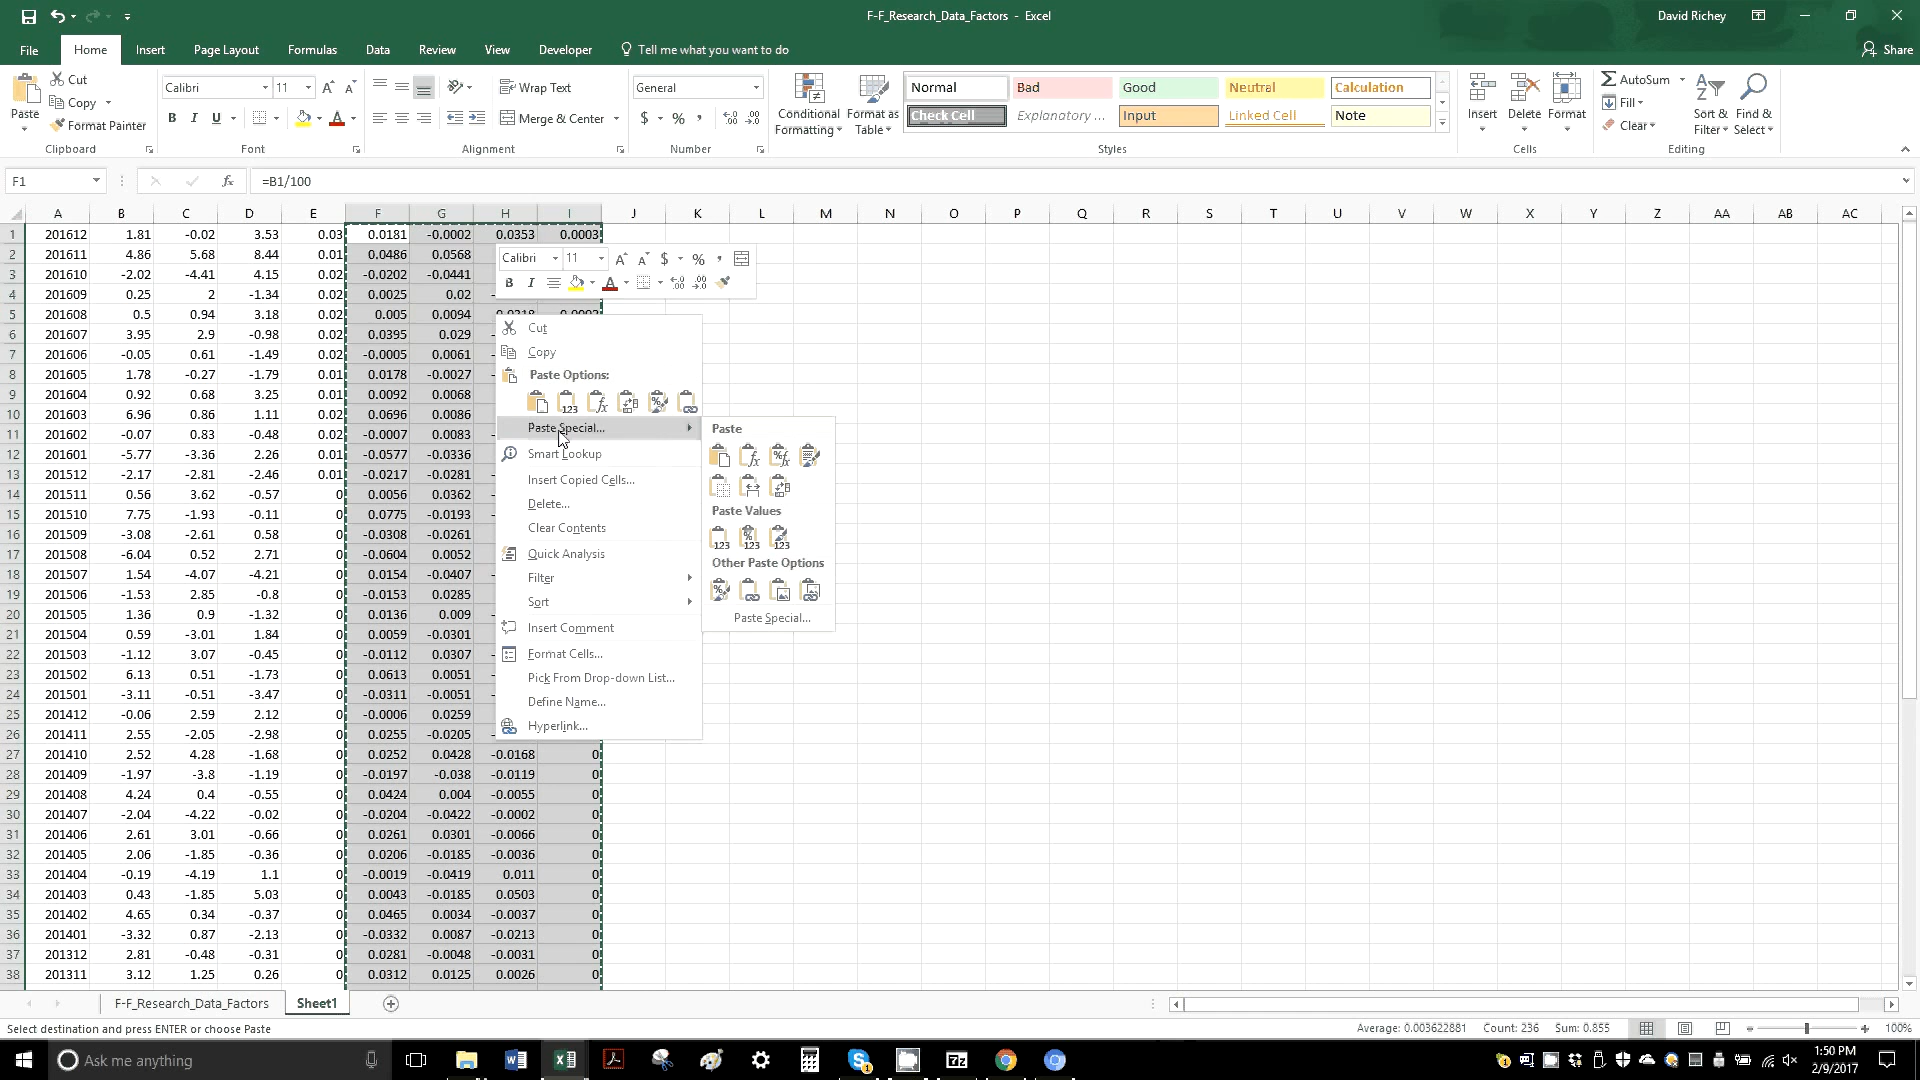 F-F_Research_Data_Factors - Excel
David Richey
File Home Insert Page Layout Formulas Data Review View Developer Tell me what you want to do Share
Paste Cut Copy Format Painter
Calibri 11
B I U
Wrap Text
Merge & Center
General
$ % ,
Conditional Formatting
Format as Table
Normal Bad Good Neutral Calculation
Check Cell Explanatory ... Input Linked Cell Note
Insert Delete Format
AutoSum
Fill
Clear
Sort & Filter
Find & Select
Clipboard Font Alignment Number Styles Cells Editing
F1 fx =B1/100
A B C D E F G H I J K L M N O P Q R S T U V W X Y Z AA AB AC
1 201612 1.81 -0.02 3.53 0.03 0.0181 -0.0002 0.0353 0.0003
2 201611 4.86 5.68 8.44 0.01 0.0486 0.0568
3 201610 -2.02 -4.41 4.15 0.02 -0.0202 -0.0441
4 201609 0.25 2 -1.34 0.02 0.0025 0.02
5 201608 0.5 0.94 3.18 0.02 0.005 0.0094 0.0318 0.0002
6 201607 3.95 2.9 -0.98 0.02 0.0395 0.029
7 201606 -0.05 0.61 -1.49 0.02 -0.0005 0.0061
8 201605 1.78 -0.27 -1.79 0.01 0.0178 -0.0027
9 201604 0.92 0.68 3.25 0.01 0.0092 0.0068
10 201603 6.96 0.86 1.11 0.02 0.0696 0.0086
11 201602 -0.07 0.83 -0.48 0.02 -0.0007 0.0083
12 201601 -5.77 -3.36 2.26 0.01 -0.0577 -0.0336
13 201512 -2.17 -2.81 -2.46 0.01 -0.0217 -0.0281
14 201511 0.56 3.62 -0.57 0 0.0056 0.0362
15 201510 7.75 -1.93 -0.11 0 0.0775 -0.0193
16 201509 -3.08 -2.61 0.58 0 -0.0308 -0.0261
17 201508 -6.04 0.52 2.71 0 -0.0604 0.0052
18 201507 1.54 -4.07 -4.21 0 0.0154 -0.0407
19 201506 -1.53 2.85 -0.8 0 -0.0153 0.0285
20 201505 1.36 0.9 -1.32 0 0.0136 0.009
21 201504 0.59 -3.01 1.84 0 0.0059 -0.0301
22 201503 -1.12 3.07 -0.45 0 -0.0112 0.0307
23 201502 6.13 0.51 -1.73 0 0.0613 0.0051
24 201501 -3.11 -0.51 -3.47 0 -0.0311 -0.0051
25 201412 -0.06 2.59 2.12 0 -0.0006 0.0259
26 201411 2.55 -2.05 -2.98 0 0.0255 -0.0205
27 201410 2.52 4.28 -1.68 0 0.0252 0.0428 -0.0168 0
28 201409 -1.97 -3.8 -1.19 0 -0.0197 -0.038 -0.0119 0
29 201408 4.24 0.4 -0.55 0 0.0424 0.004 -0.0055 0
30 201407 -2.04 -4.22 -0.02 0 -0.0204 -0.0422 -0.0002 0
31 201406 2.61 3.01 -0.66 0 0.0261 0.0301 -0.0066 0
32 201405 2.06 -1.85 -0.36 0 0.0206 -0.0185 -0.0036 0
33 201404 -0.19 -4.19 1.1 0 -0.0019 -0.0419 0.011 0
34 201403 0.43 -1.85 5.03 0 0.0043 -0.0185 0.0503 0
35 201402 4.65 0.34 -0.37 0 0.0465 0.0034 -0.0037 0
36 201401 -3.32 0.87 -2.13 0 -0.0332 0.0087 -0.0213 0
37 201312 2.81 -0.48 -0.31 0 0.0281 -0.0048 -0.0031 0
38 201311 3.12 1.25 0.26 0 0.0312 0.0125 0.0026 0
Calibri 11 $ % ,
B I
Cut
Copy
Paste Options:
Paste Special...
Smart Lookup
Insert Copied Cells...
Delete...
Clear Contents
Quick Analysis
Filter
Sort
Insert Comment
Format Cells...
Pick From Drop-down List...
Define Name...
Hyperlink...
Paste
Paste Values
Other Paste Options
Paste Special...
F-F_Research_Data_Factors Sheet1
Select destination and press ENTER or choose Paste
Average: 0.003622881 Count: 236 Sum: 0.855 100%
Ask me anything
1:50 PM
2/9/2017